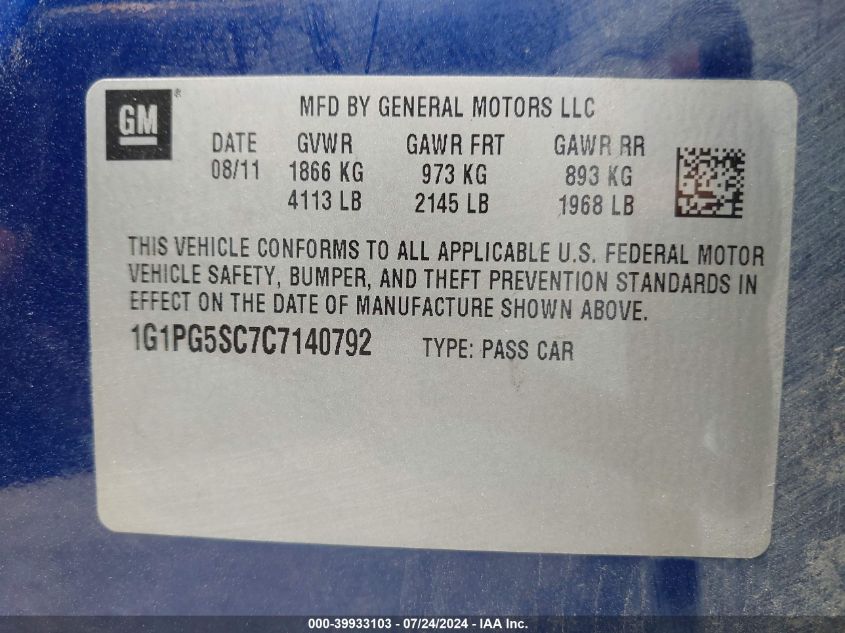 GM ®
MFD BY GENERAL MOTORS LLC
DATE GVWR GAWR FRT GAWR RR
08/11 1866 KG 973 KG 893 KG
4113 LB 2145 LB 1968 LB
THIS VEHICLE CONFORMS TO ALL APPLICABLE U.S. FEDERAL MOTOR
VEHICLE SAFETY, BUMPER, AND THEFT PREVENTION STANDARDS IN
EFFECT ON THE DATE OF MANUFACTURE SHOWN ABOVE.
1G1PG5SC7C7140792 TYPE: PASS CAR
000-39933103 - 07/24/2024 - IAA Inc.